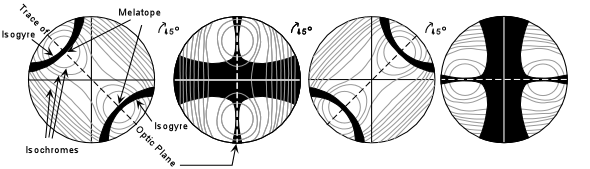 Trace of
Melatope
Isogyre
45°
45°
45°
Isogyre
Optic Plane
Isochromes